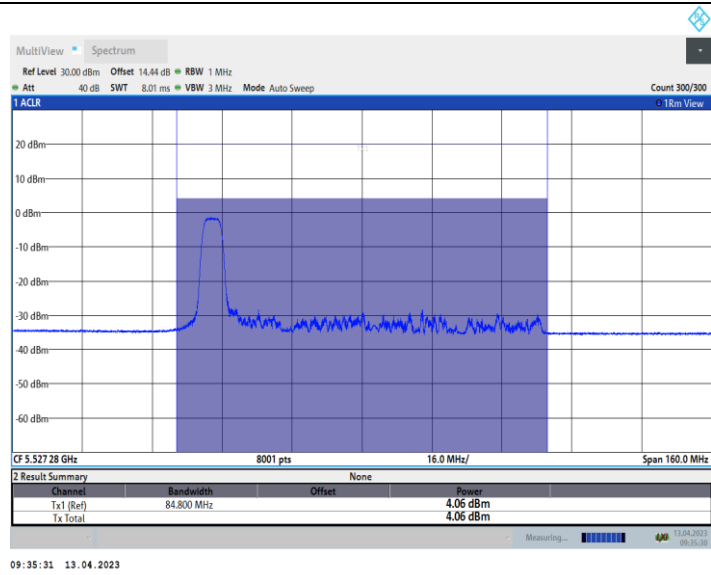 MultiView Spectrum
Ref Level 30.00 dBm Offset 14.44 dB RBW 1 MHz
Att 40 dB SWT 8.01 ms VBW 3 MHz Mode Auto Sweep Count 300/300
1 ACLR 1Rm View
20 dBm
10 dBm
0 dBm
-10 dBm
-20 dBm
-30 dBm
-40 dBm
-50 dBm
-60 dBm
CF 5.527 28 GHz 8001 pts 16.0 MHz/ Span 160.0 MHz
2 Result Summary None
Channel Bandwidth Offset Power
Tx1 (Ref) 84.800 MHz 4.06 dBm
Tx Total 4.06 dBm
Measuring... 13.04.2023
09:35:30
09:35:31 13.04.2023